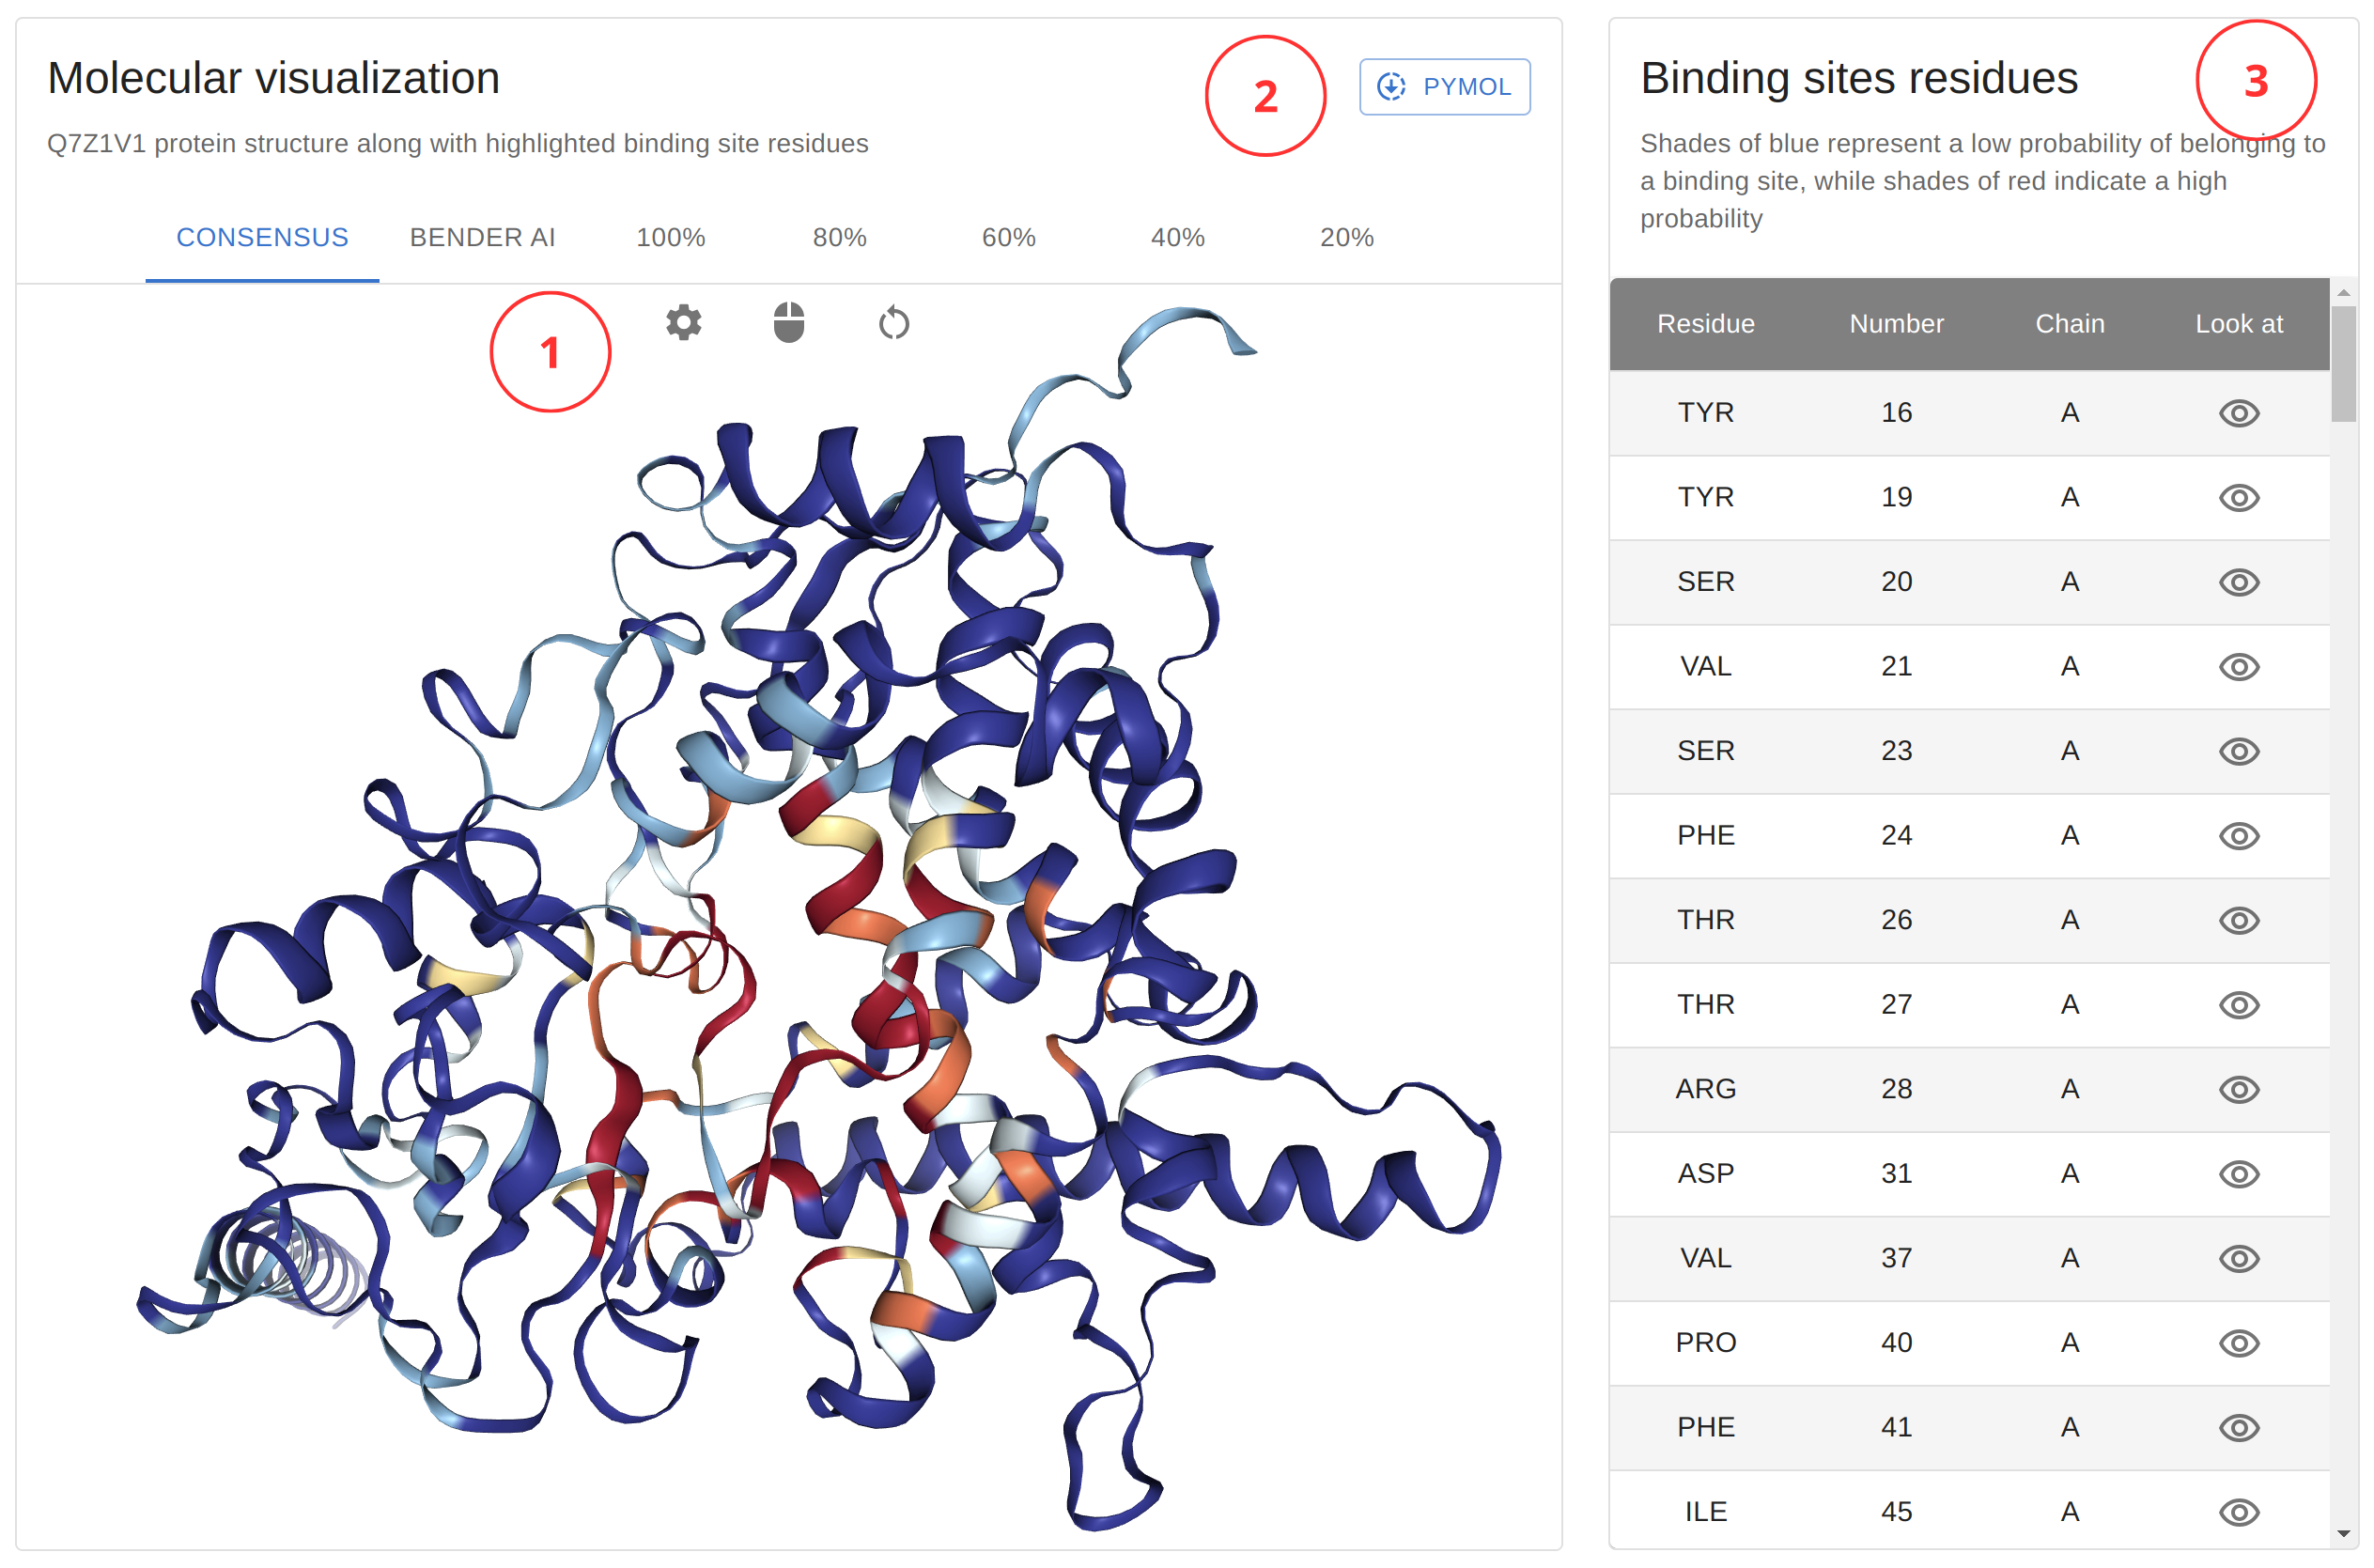 Molecular visualization
2
PYMOL
Q7Z1V1 protein structure along with highlighted binding site residues
CONSENSUS BENDER AI 100% 80% 60% 40% 20%
1
Binding sites residues
3
Shades of blue represent a low probability of belonging to
a binding site, while shades of red indicate a high
probability
Residue Number Chain Look at
TYR 16 A
TYR 19 A
SER 20 A
VAL 21 A
SER 23 A
PHE 24 A
THR 26 A
THR 27 A
ARG 28 A
ASP 31 A
VAL 37 A
PRO 40 A
PHE 41 A
ILE 45 A